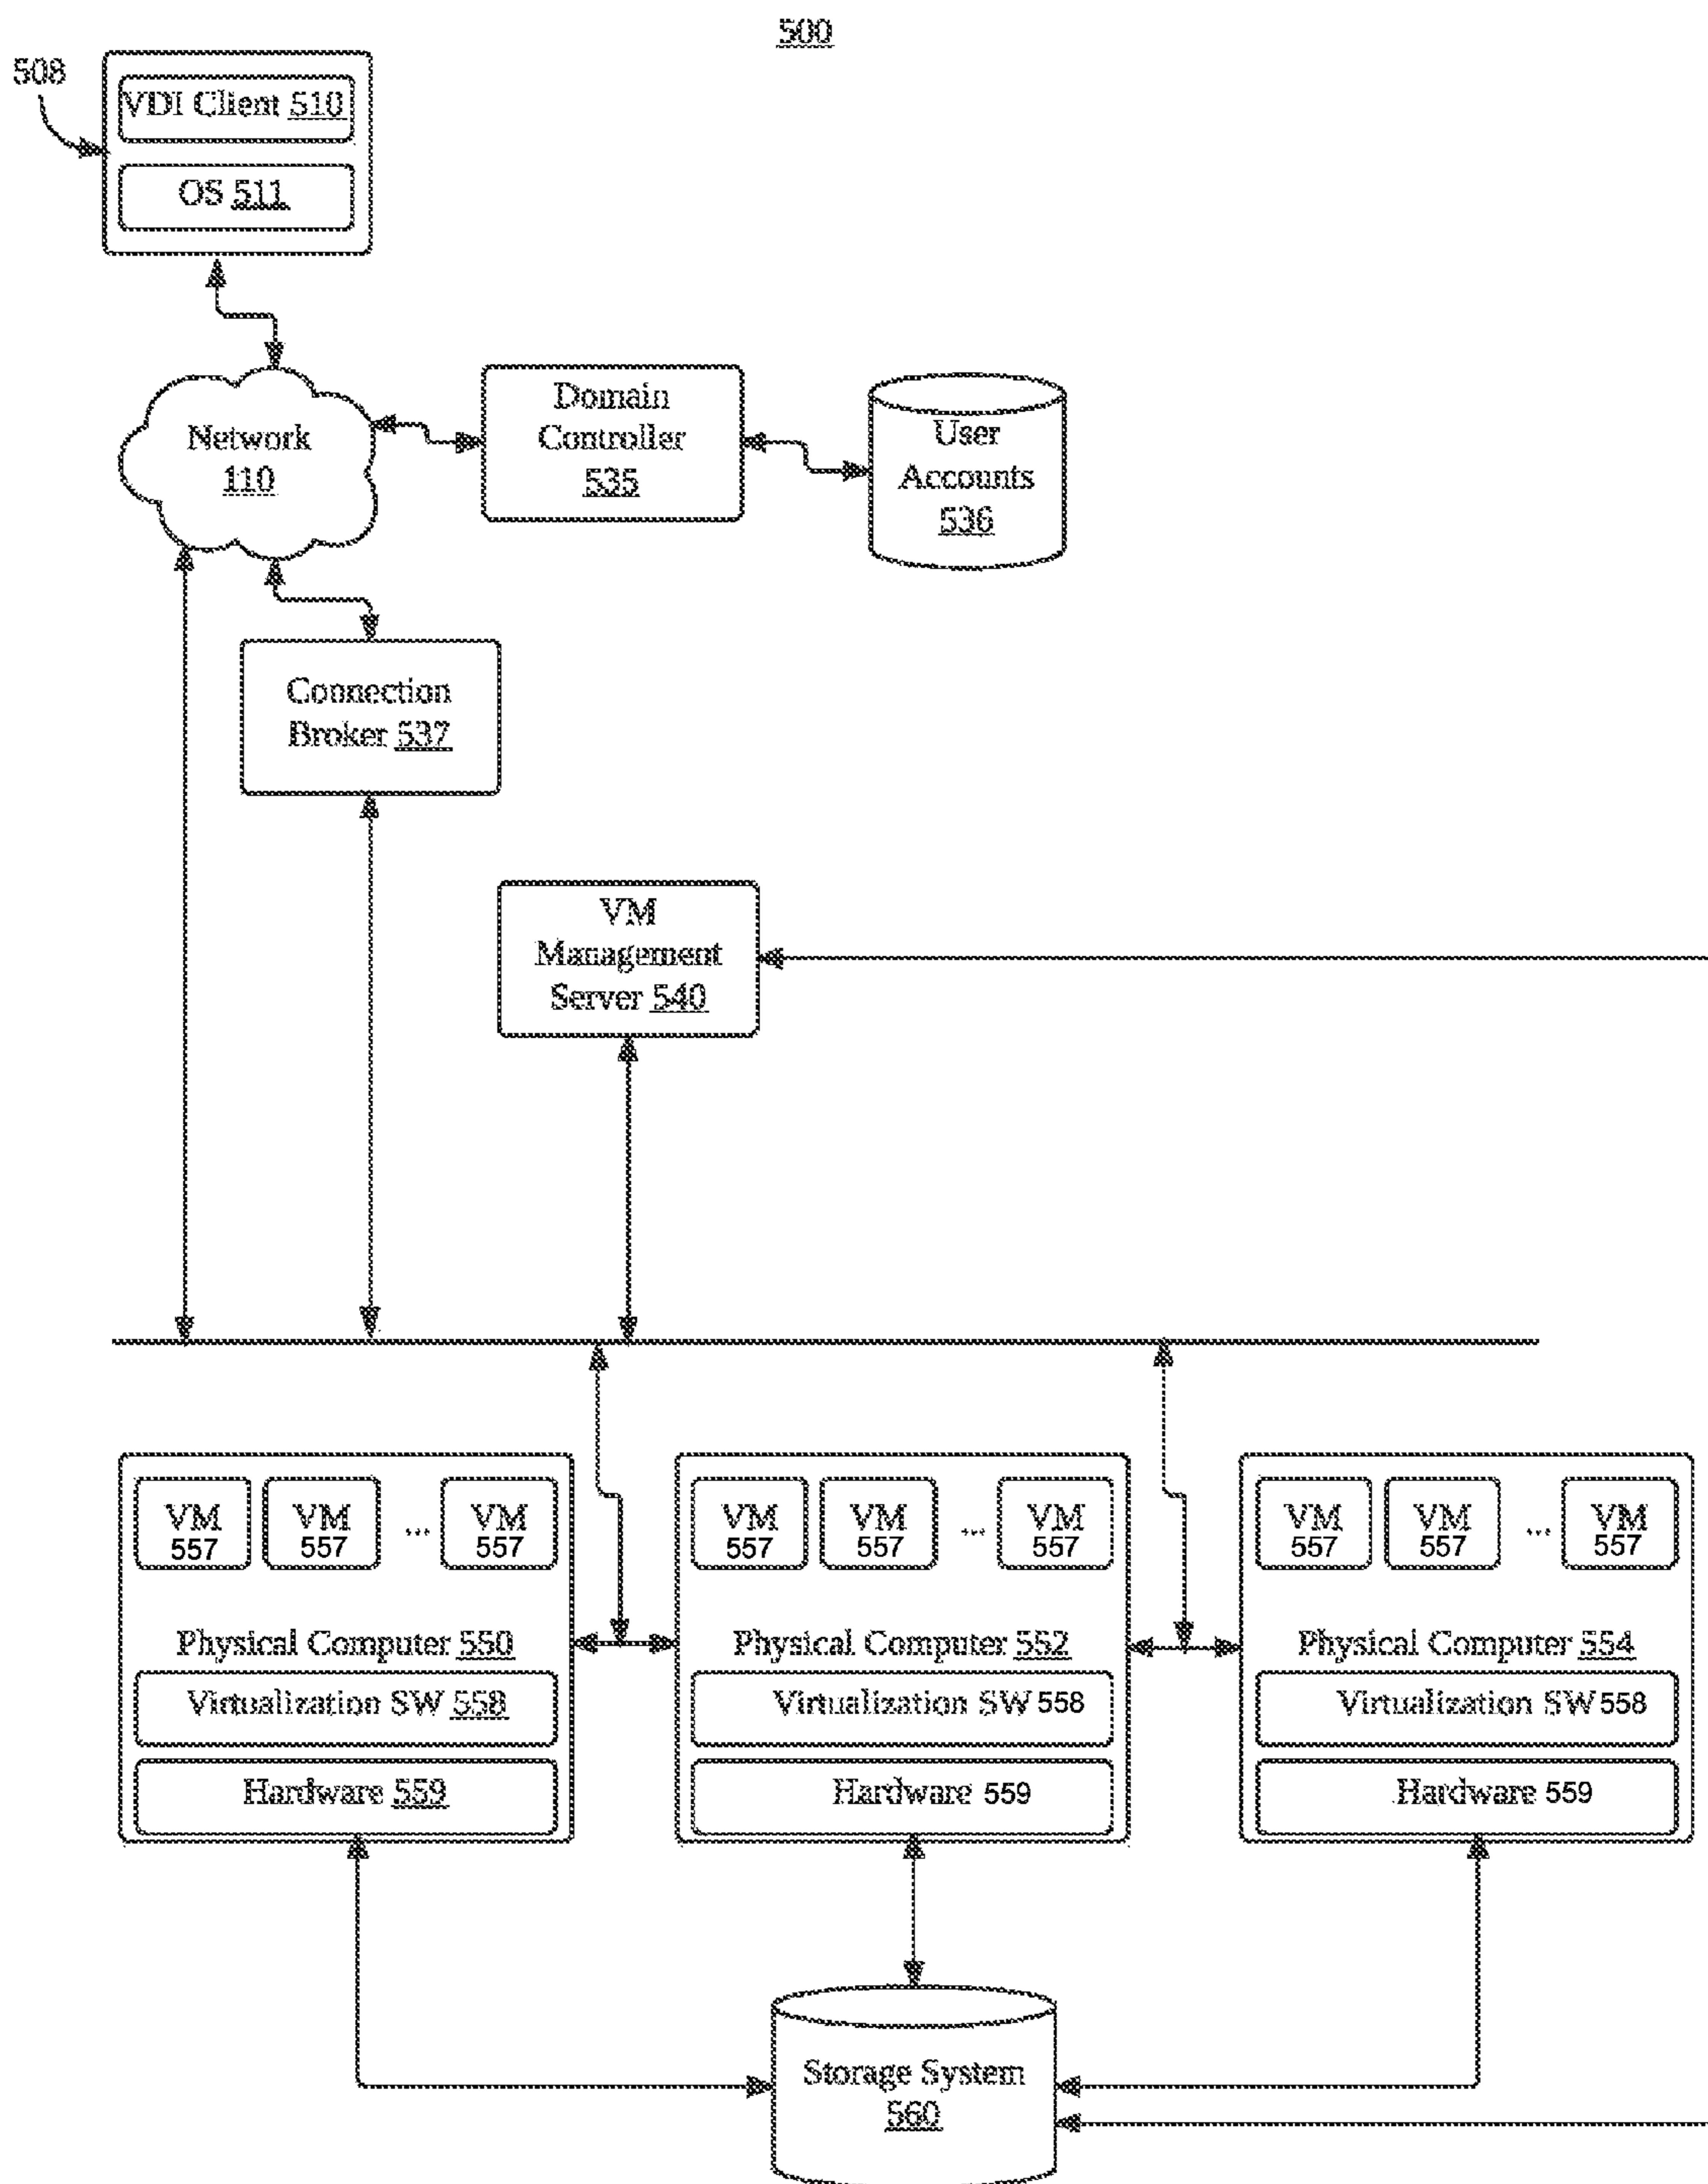 500
508
VDI Client 510
OS 511
Network
110
Domain
Controller
535
User
Accounts
536
Connection
Broker 537
VM
Management
Server 540
VM
557
VM
557
...
VM
557
Physical Computer 550
Virtualization SW 558
Hardware 559
VM
557
VM
557
...
VM
557
Physical Computer 552
Virtualization SW 558
Hardware 559
VM
557
VM
557
...
VM
557
Physical Computer 554
Virtualization SW 558
Hardware 559
Storage System
560